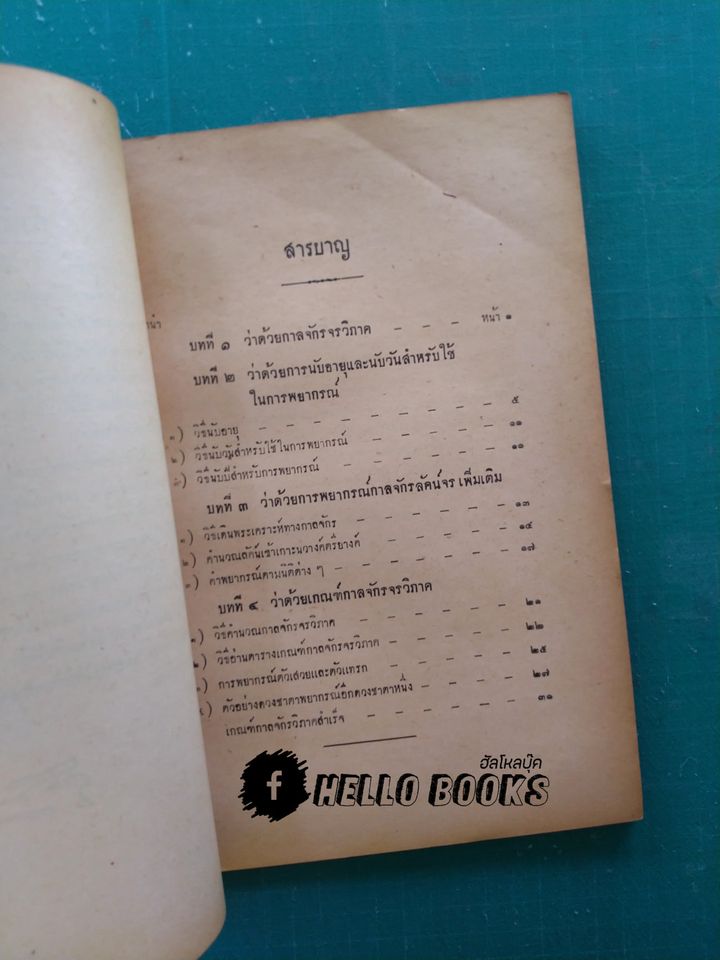 สารบาญ
หน้า ๑
บทที่ ๑ ว่าด้วยกาลจักรจรวิภาค – – –
บทที่ ๒ ว่าด้วยการนับอายุและนับวันสำหรับใช้
ในการพยากรณ์
๑) วิธีนับอายุ – – – – – – – – ๕
๒) วิธีนับวันสำหรับใช้ในการพยากรณ์ – – – – ๑๑
๓) วิธีนับปีสำหรับการพยากรณ์ – – – – – ๑๑
บทที่ ๓ ว่าด้วยการพยากรณ์กาลจักรลัคน์จร เพิ่มเติม
๑) วิธีเดินพระเคราะห์ทางกาลจักร – – – – – ๑๓
๒) คำนวณลัคน์เข้าเกาะนวางค์ตรียางค์ – – – – ๑๔
๓) คำพยากรณ์ตามนิติต่าง ๆ – – – – – – ๑๗
บทที่ ๔ ว่าด้วยเกณฑ์กาลจักรจรวิภาค
๑) วิธีคำนวณกาลจักรจรวิภาค – – – – – ๒๑
๒) วิธีอ่านตารางเกณฑ์กาลจักรจรวิภาค – – – – ๒๒
๓) การพยากรณ์ตัวเสวยและตัวแทรก – – – – ๒๕
๔) ตัวอย่างดวงชาตาพยากรณ์อีกดวงชาตาหนึ่ง – – – ๒๗
เกณฑ์กาลจักรวิภาคสำเร็จ – – – – – ๓๑
ฮัลโหลบุ๊ค
f HELLO BOOKS